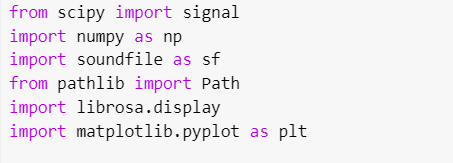 from scipy import signal
import numpy as np
import soundfile as sf
from pathlib import Path
import librosa.display
import matplotlib.pyplot as plt